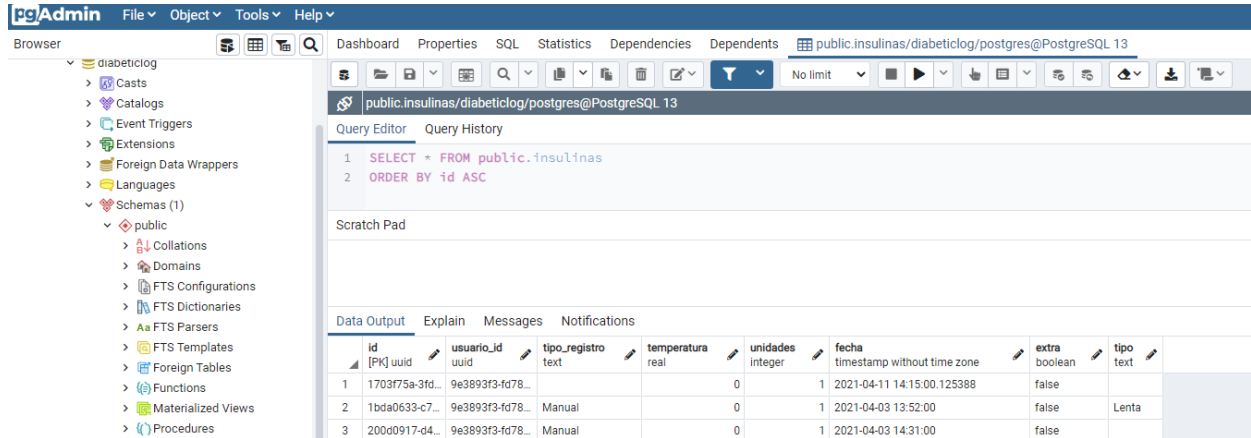 pgAdmin File Object Tools Help
Browser
Dashboard Properties SQL Statistics Dependencies Dependents public.insulinas/diabeticlog/postgres@PostgreSQL 13
diabeticlog
Casts
Catalogs
Event Triggers
Extensions
Foreign Data Wrappers
Languages
Schemas (1)
public
Collations
Domains
FTS Configurations
FTS Dictionaries
Aa FTS Parsers
FTS Templates
Foreign Tables
Functions
Materialized Views
Procedures
No limit
public.insulinas/diabeticlog/postgres@PostgreSQL 13
Query Editor Query History
1 SELECT * FROM public.insulinas
2 ORDER BY id ASC
Scratch Pad
Data Output Explain Messages Notifications
id usuario_id tipo_registro temperatura unidades fecha extra tipo
[PK] uuid uuid text real integer timestamp without time zone boolean text
1 1703f75a-3fd... 9e3893f3-fd78... 0 1 2021-04-11 14:15:00.125388 false
2 1bda0633-c7... 9e3893f3-fd78... Manual 0 1 2021-04-03 13:52:00 false Lenta
3 200d0917-d4... 9e3893f3-fd78... Manual 0 1 2021-04-03 14:31:00 false